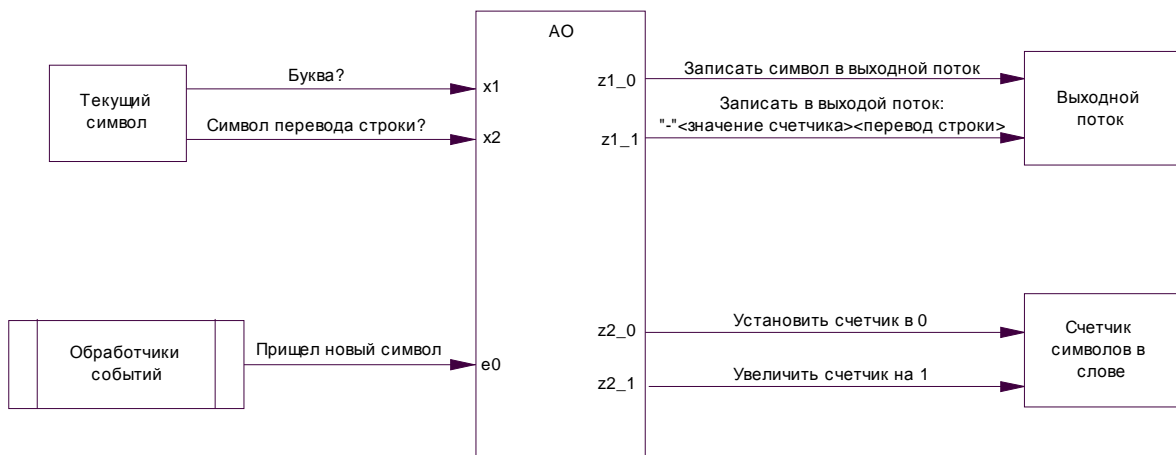 АО
Текущий
символ
Буква?
x1
Символ перевода строки?
x2
z1_0
Записать символ в выходной поток
Записать в выходой поток:
"-"<значение счетчика><перевод строки>
z1_1
Выходной
поток
Обработчики
событий
Прищел новый символ
e0
z2_0
Установить счетчик в 0
z2_1
Увеличить счетчик на 1
Счетчик
символов в
слове